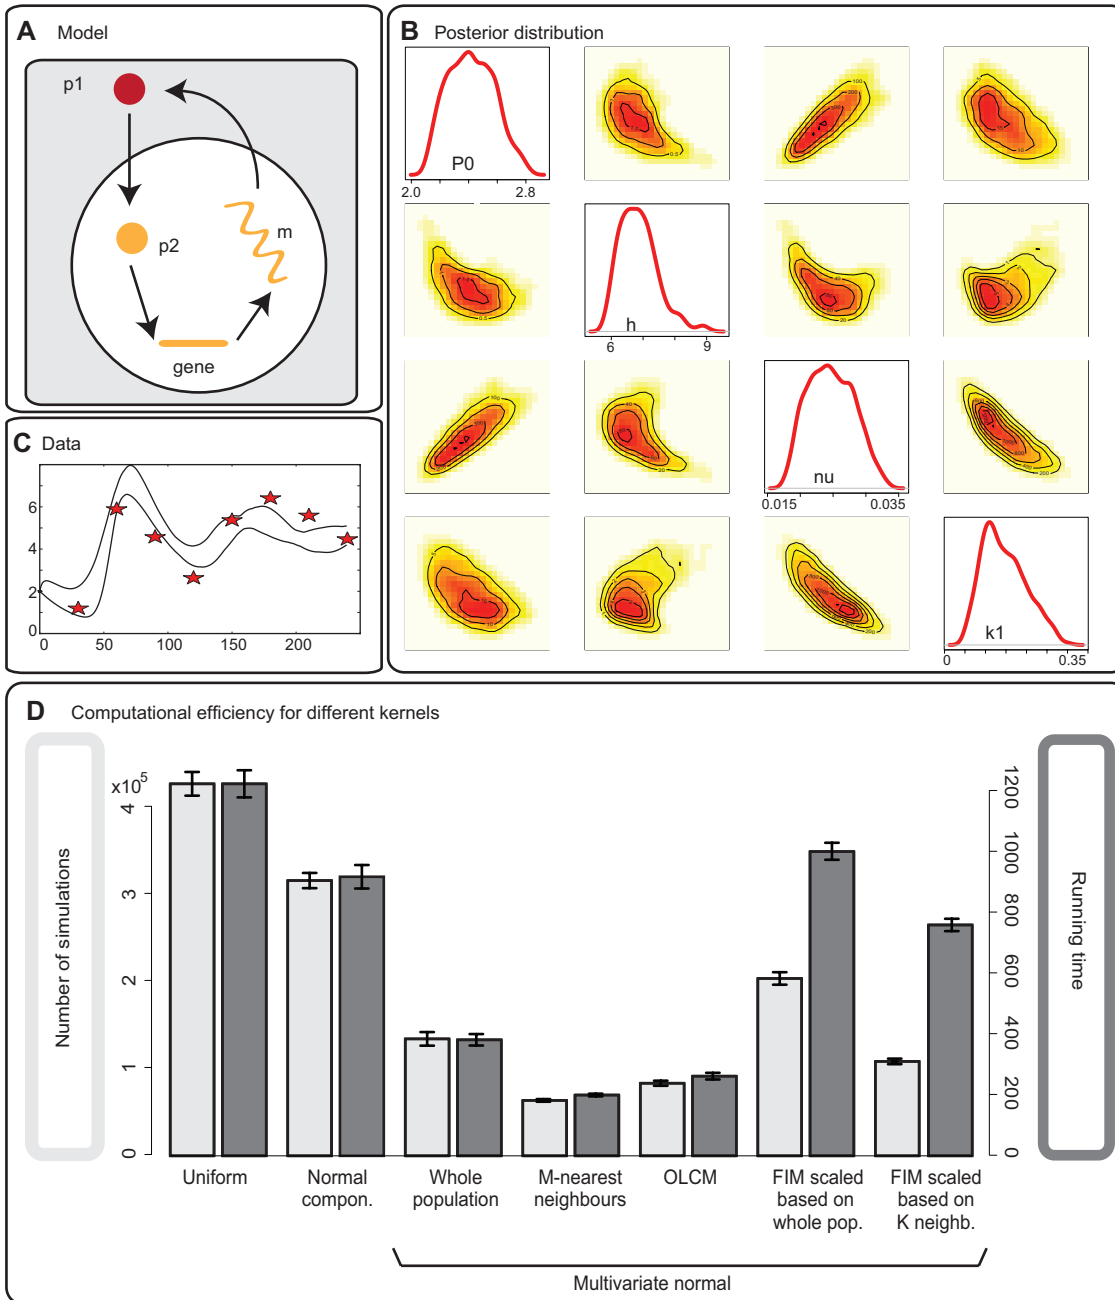 A Model
p1
p2
m
gene
B Posterior distribution
P0
2.0 2.8
h
6 9
nu
0.015 0.035
k1
0 0.35
C Data
6
4
2
0
0 50 100 150 200
D Computational efficiency for different kernels
Number of simulations
x10^5
4
3
2
1
0
1200
1000
800
600
400
200
0
Running time
Uniform
Normal
compon.
Whole
population
M-nearest
neighbours
OLCM
FIM scaled
based on
whole pop.
FIM scaled
based on
K neighb.
Multivariate normal